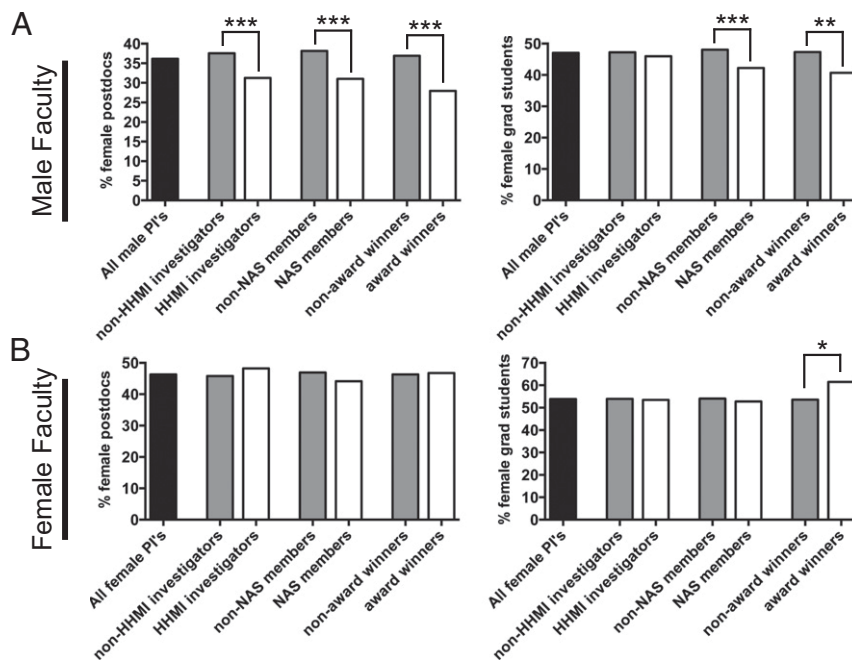 A
Male Faculty
% female postdocs
40
35
30
25
20
15
10
5
0
***
***
***
All male PI's
non-HHMI investigators
HHMI investigators
non-NAS members
NAS members
non-award winners
award winners
% female grad students
50
40
30
20
10
0
***
**
All male PI's
non-HHMI investigators
HHMI investigators
non-NAS members
NAS members
non-award winners
award winners
B
Female Faculty
% female postdocs
50
40
30
20
10
0
All female PI's
non-HHMI investigators
HHMI investigators
non-NAS members
NAS members
non-award winners
award winners
% female grad students
70
60
50
40
30
20
10
0
*
All female PI's
non-HHMI investigators
HHMI investigators
non-NAS members
NAS members
non-award winners
award winners